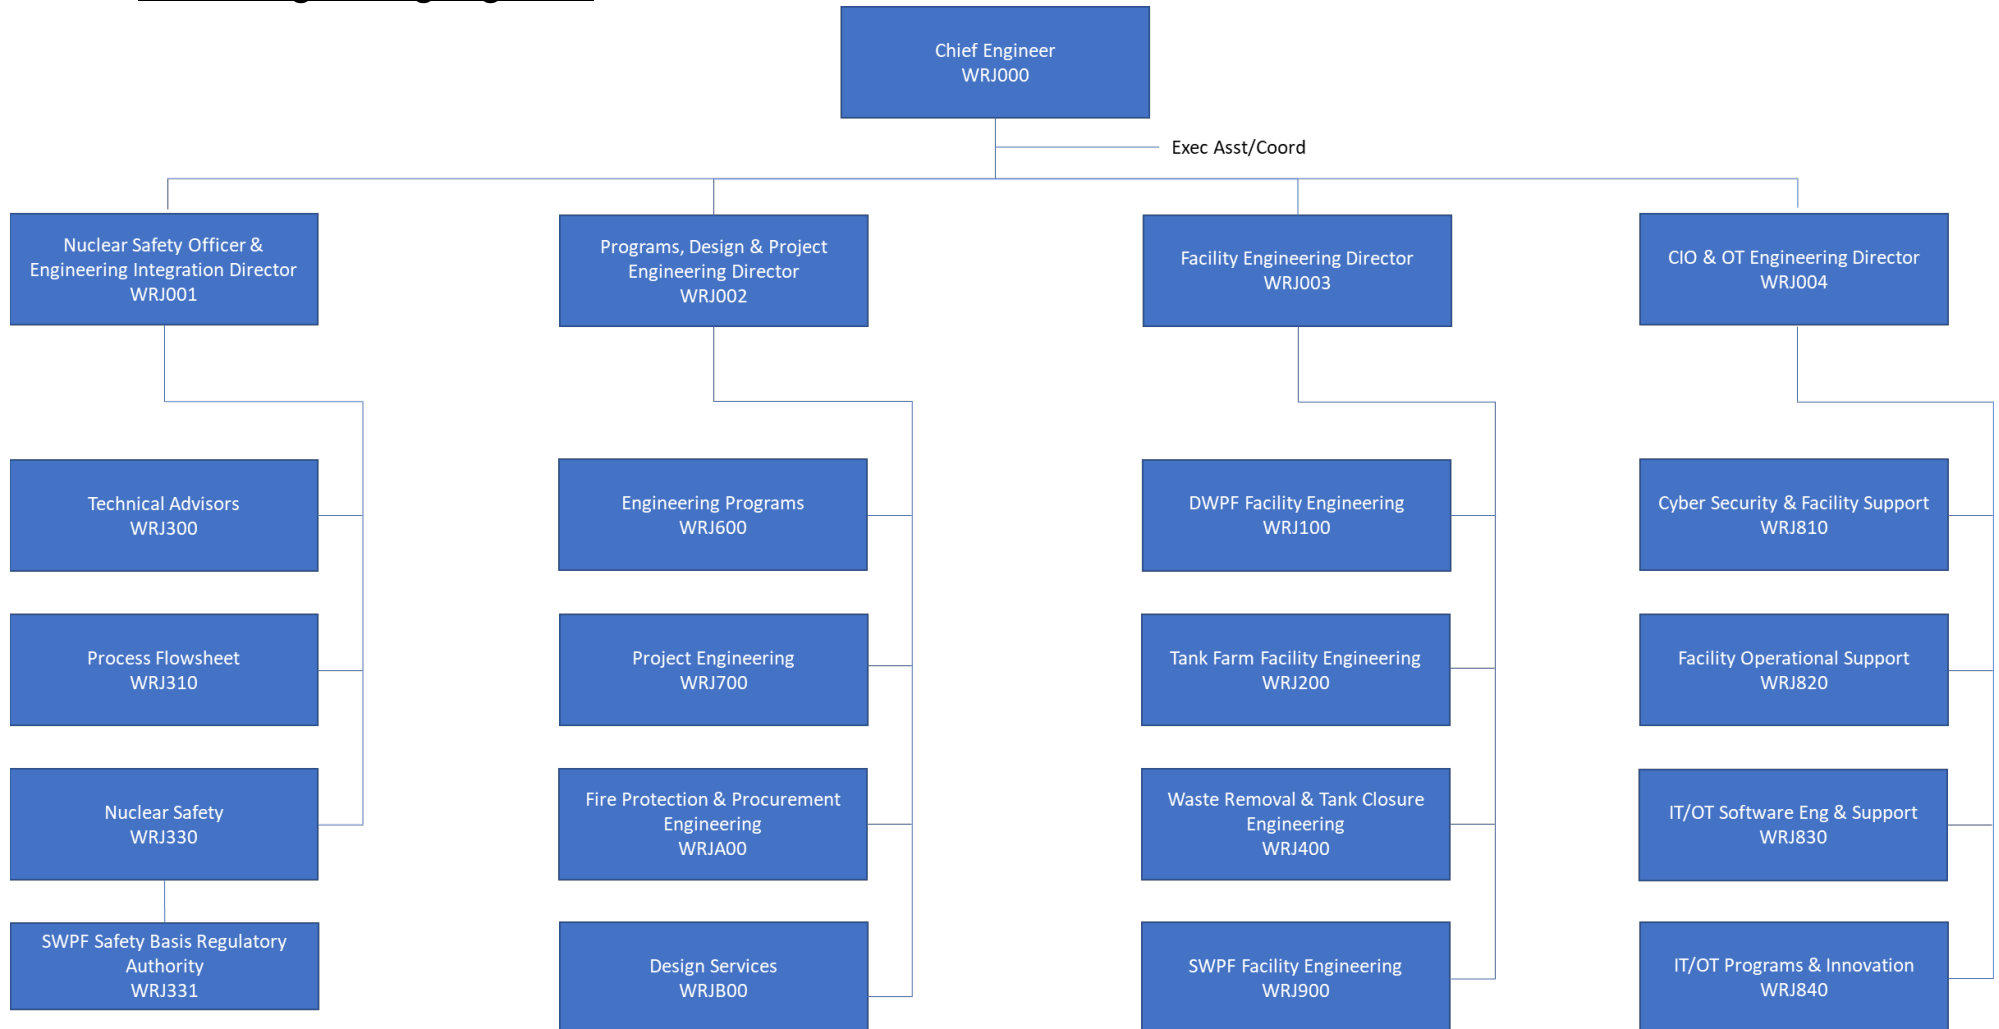 Chief Engineer
WRJ000
Exec Asst/Coord
Nuclear Safety Officer &
Engineering Integration Director
WRJ001
Programs, Design & Project
Engineering Director
WRJ002
Facility Engineering Director
WRJ003
CIO & OT Engineering Director
WRJ004
Technical Advisors
WRJ300
Engineering Programs
WRJ600
DWPF Facility Engineering
WRJ100
Cyber Security & Facility Support
WRJ810
Process Flowsheet
WRJ310
Project Engineering
WRJ700
Tank Farm Facility Engineering
WRJ200
Facility Operational Support
WRJ820
Nuclear Safety
WRJ330
Fire Protection & Procurement
Engineering
WRJA00
Waste Removal & Tank Closure
Engineering
WRJ400
IT/OT Software Eng & Support
WRJ830
SWPF Safety Basis Regulatory
Authority
WRJ331
Design Services
WRJB00
SWPF Facility Engineering
WRJ900
IT/OT Programs & Innovation
WRJ840